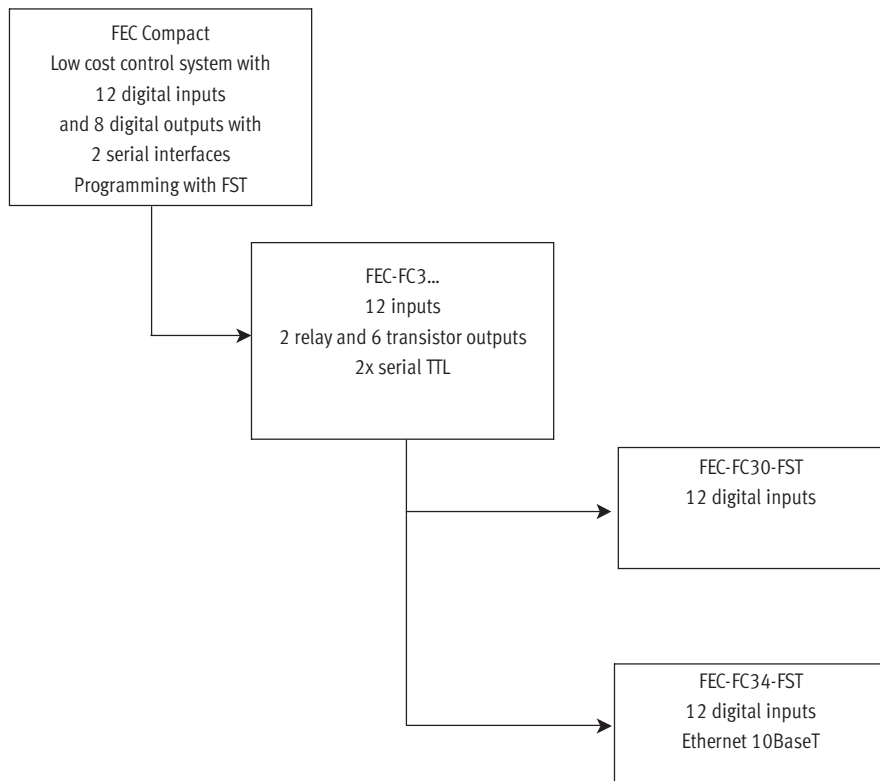 FEC Compact
Low cost control system with
12 digital inputs
and 8 digital outputs with
2 serial interfaces
Programming with FST
FEC-FC3...
12 inputs
2 relay and 6 transistor outputs
2x serial TTL
FEC-FC30-FST
12 digital inputs
FEC-FC34-FST
12 digital inputs
Ethernet 10BaseT